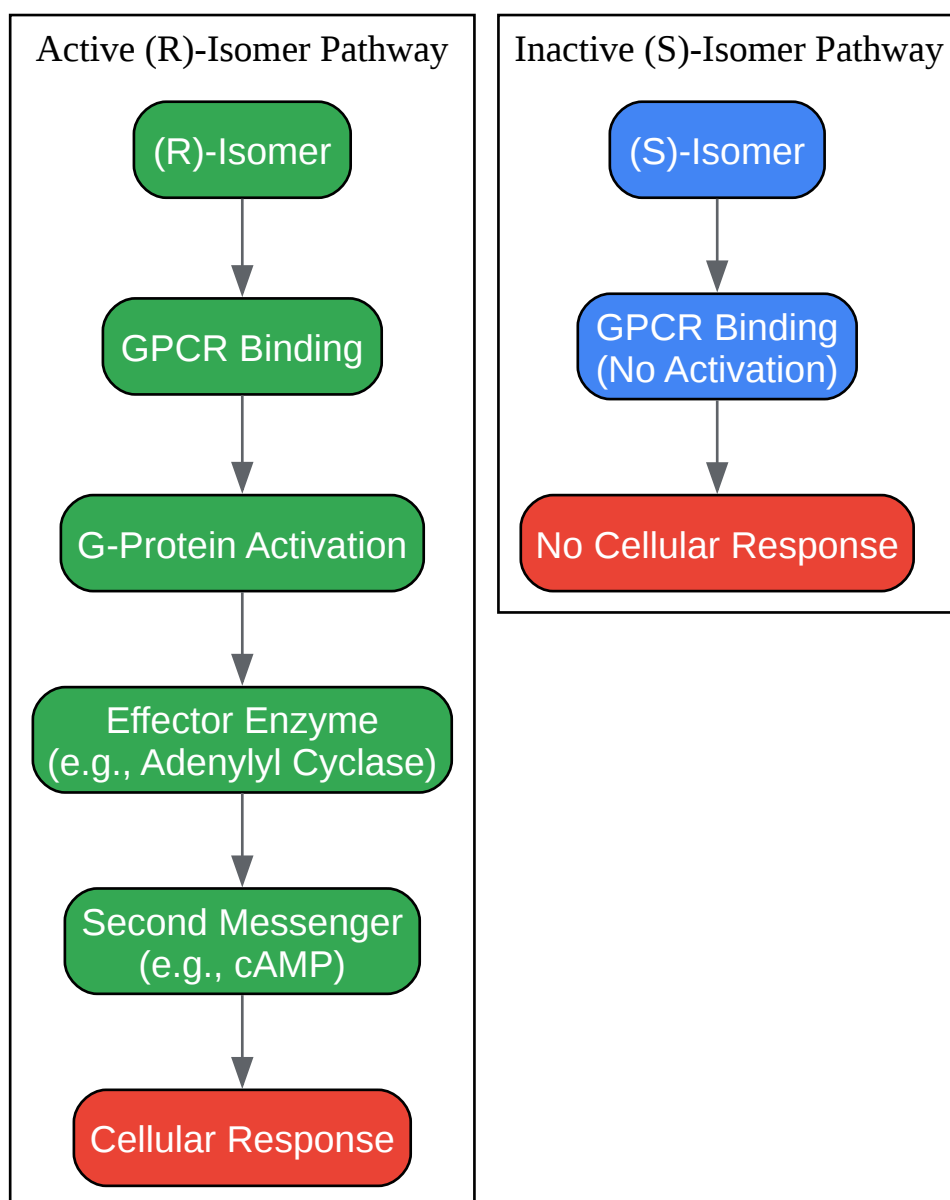 Active (R)-Isomer Pathway
(R)-Isomer
GPCR Binding
G-Protein Activation
Effector Enzyme
(e.g., Adenylyl Cyclase)
Second Messenger
(e.g., cAMP)
Cellular Response
Inactive (S)-Isomer Pathway
(S)-Isomer
GPCR Binding
(No Activation)
No Cellular Response